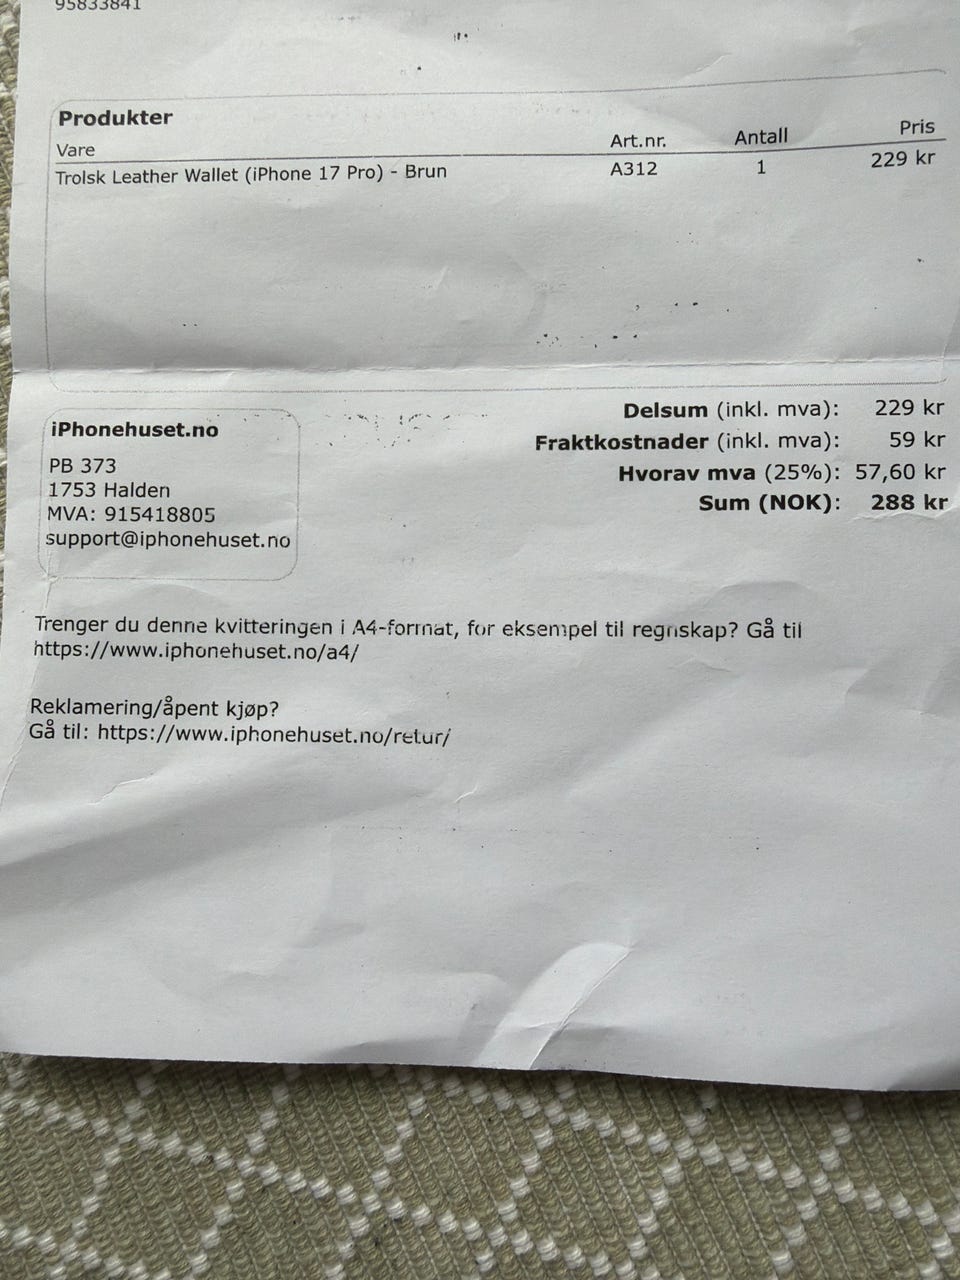 95833841
Produkter
Vare Art.nr. Antall Pris
Trolsk Leather Wallet (iPhone 17 Pro) - Brun A312 1 229 kr
Delsum (inkl. mva): 229 kr
Fraktkostnader (inkl. mva): 59 kr
Hvorav mva (25%): 57,60 kr
Sum (NOK): 288 kr
iPhonehuset.no
PB 373
1753 Halden
MVA: 915418805
support@iphonehuset.no
Trenger du denne kvitteringen i A4-format, for eksempel til regnskap? Gå til
https://www.iphonehuset.no/a4/
Reklamering/åpent kjøp?
Gå til: https://www.iphonehuset.no/retur/